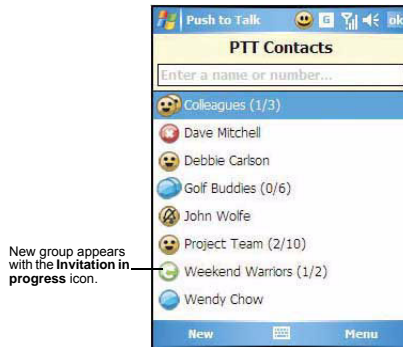 Push to Talk G ok
PTT Contacts
Enter a name or number...
Colleagues (1/3)
Dave Mitchell
Debbie Carlson
Golf Buddies (0/6)
John Wolfe
Project Team (2/10)
New group appears
with the Invitation in
progress icon.
Weekend Warriors (1/2)
Wendy Chow
New Menu